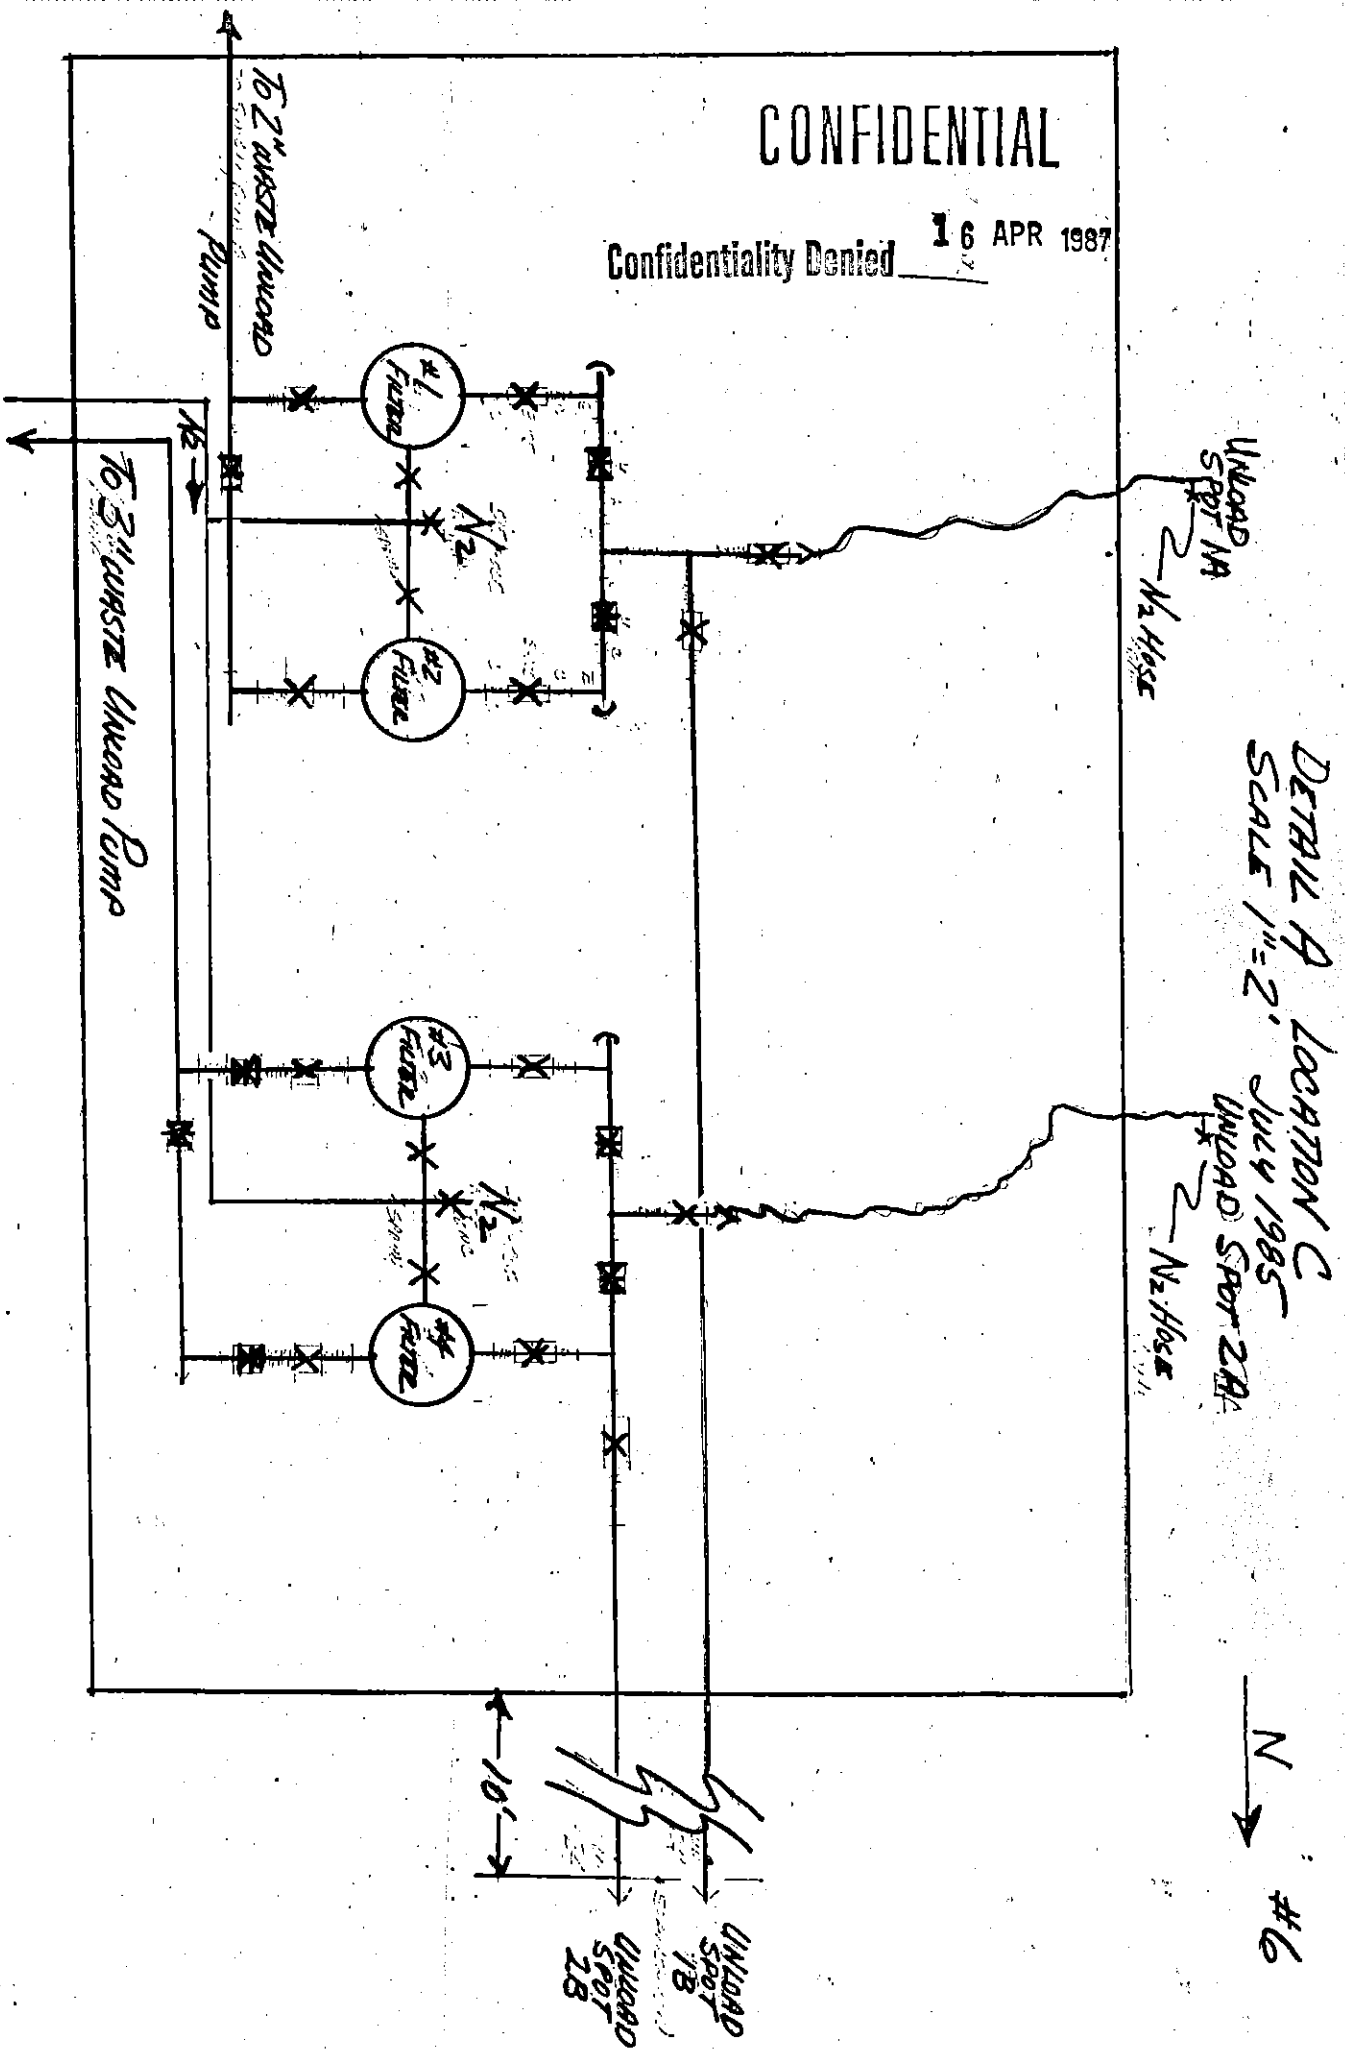 CONFIDENTIAL
Confidentiality Denied
16 APR 1987
DETAIL A LOCATION C
SCALE 1"=2' JULY 1985
#6
N
UNLOAD
SPOT 1A
N2 HOSE
UNLOAD SPOT 2A
N2 HOSE
TO 2" WASTE UNLOAD
PUMP
#1
FILTER
N2
N2
#2
FILTER
TO 3" WASTE UNLOAD PUMP
#3
FILTER
N2
#4
FILTER
10'
UNLOAD
SPOT
1B
UNLOAD
SPOT
2B